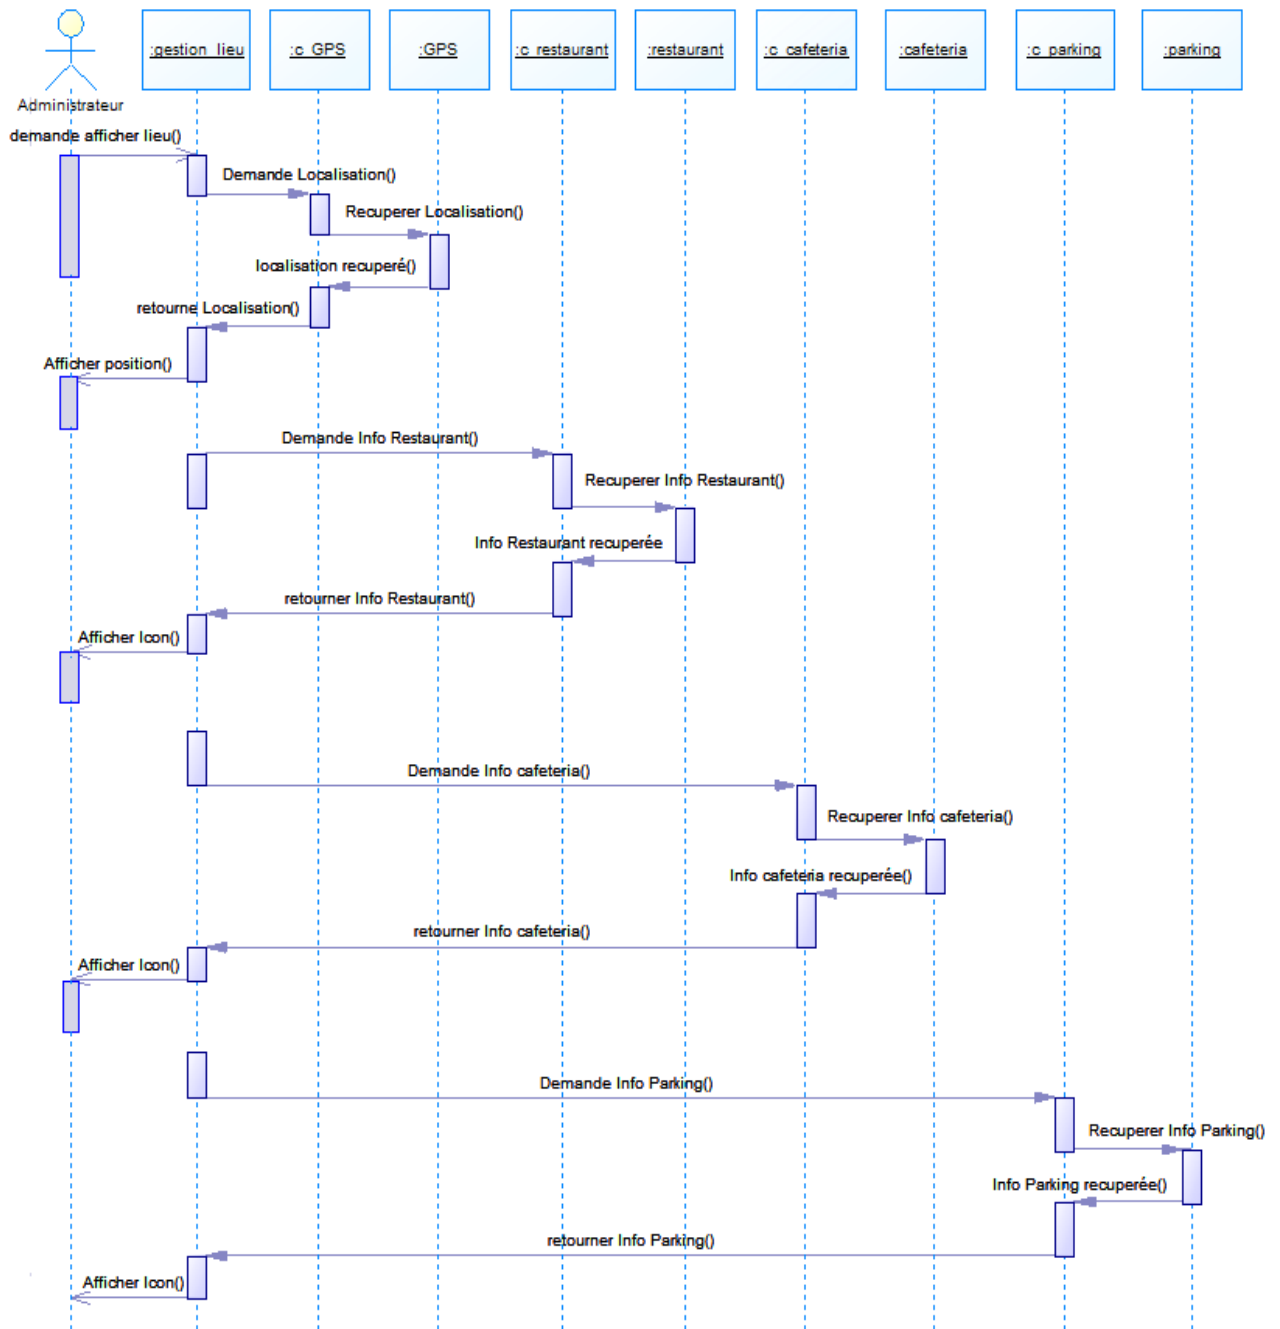 :gestion_lieu
:c_GPS
:GPS
:c_restaurant
:restaurant
:c_cafeteria
:cafeteria
:c_parking
:parking
Administrateur
demande afficher lieu()
Demande Localisation()
Recuperer Localisation()
localisation recuperé()
retourne Localisation()
Afficher position()
Demande Info Restaurant()
Recuperer Info Restaurant()
Info Restaurant recuperée
retourner Info Restaurant()
Afficher Icon()
Demande Info cafeteria()
Recuperer Info cafeteria()
Info cafeteria recuperée()
retourner Info cafeteria()
Afficher Icon()
Demande Info Parking()
Recuperer Info Parking()
Info Parking recuperée()
retourner Info Parking()
Afficher Icon()